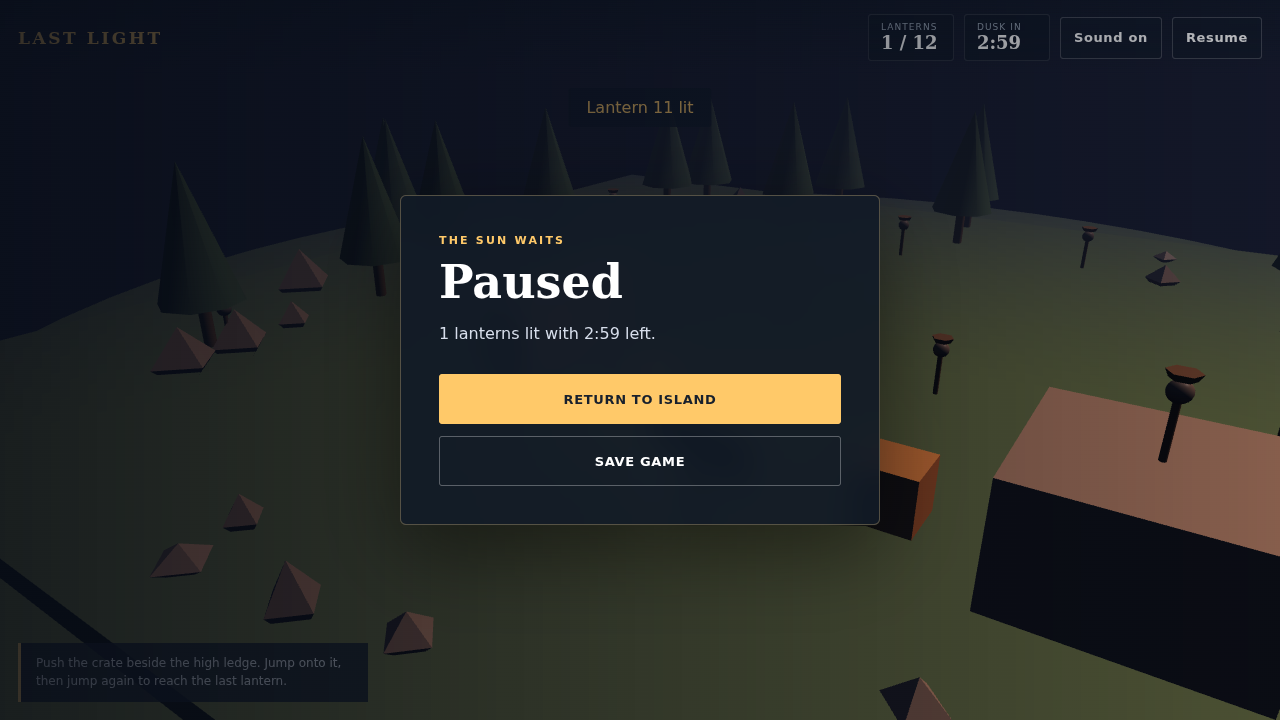 LAST LIGHT
LANTERNS
1 / 12
DUSK IN
2:59
Sound on
Resume
Lantern 11 lit
THE SUN WAITS
Paused
1 lanterns lit with 2:59 left.
RETURN TO ISLAND
SAVE GAME
Push the crate beside the high ledge. Jump onto it,
then jump again to reach the last lantern.